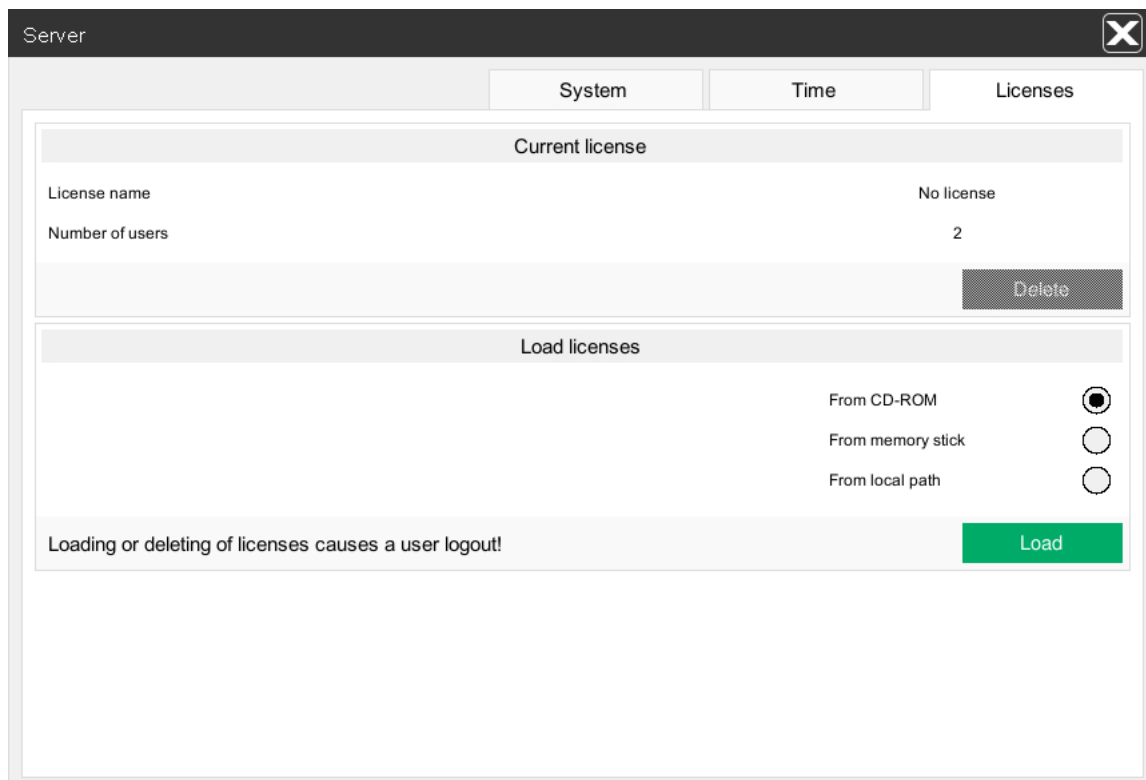 Server
System Time Licenses
Current license
License name No license
Number of users 2
Delete
Load licenses
From CD-ROM
From memory stick
From local path
Loading or deleting of licenses causes a user logout! Load